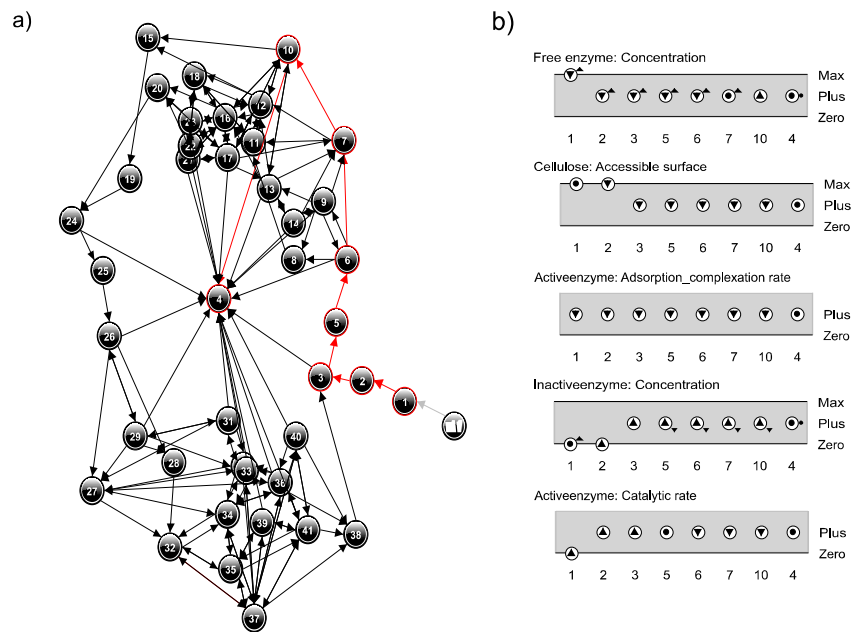 a)
b)
15
10
18
20
12
16
11
7
17
13
19
9
14
24
8
6
25
4
5
26
3
2
1
31
29
40
28
33
36
27
34
39
41
38
32
35
37
Free enzyme: Concentration
Max
Plus
Zero
1 2 3 5 6 7 10 4
Cellulose: Accessible surface
Max
Plus
Zero
1 2 3 5 6 7 10 4
Activeenzyme: Adsorption_complexation rate
Plus
Zero
1 2 3 5 6 7 10 4
Inactiveenzyme: Concentration
Max
Plus
Zero
1 2 3 5 6 7 10 4
Activeenzyme: Catalytic rate
Plus
Zero
1 2 3 5 6 7 10 4